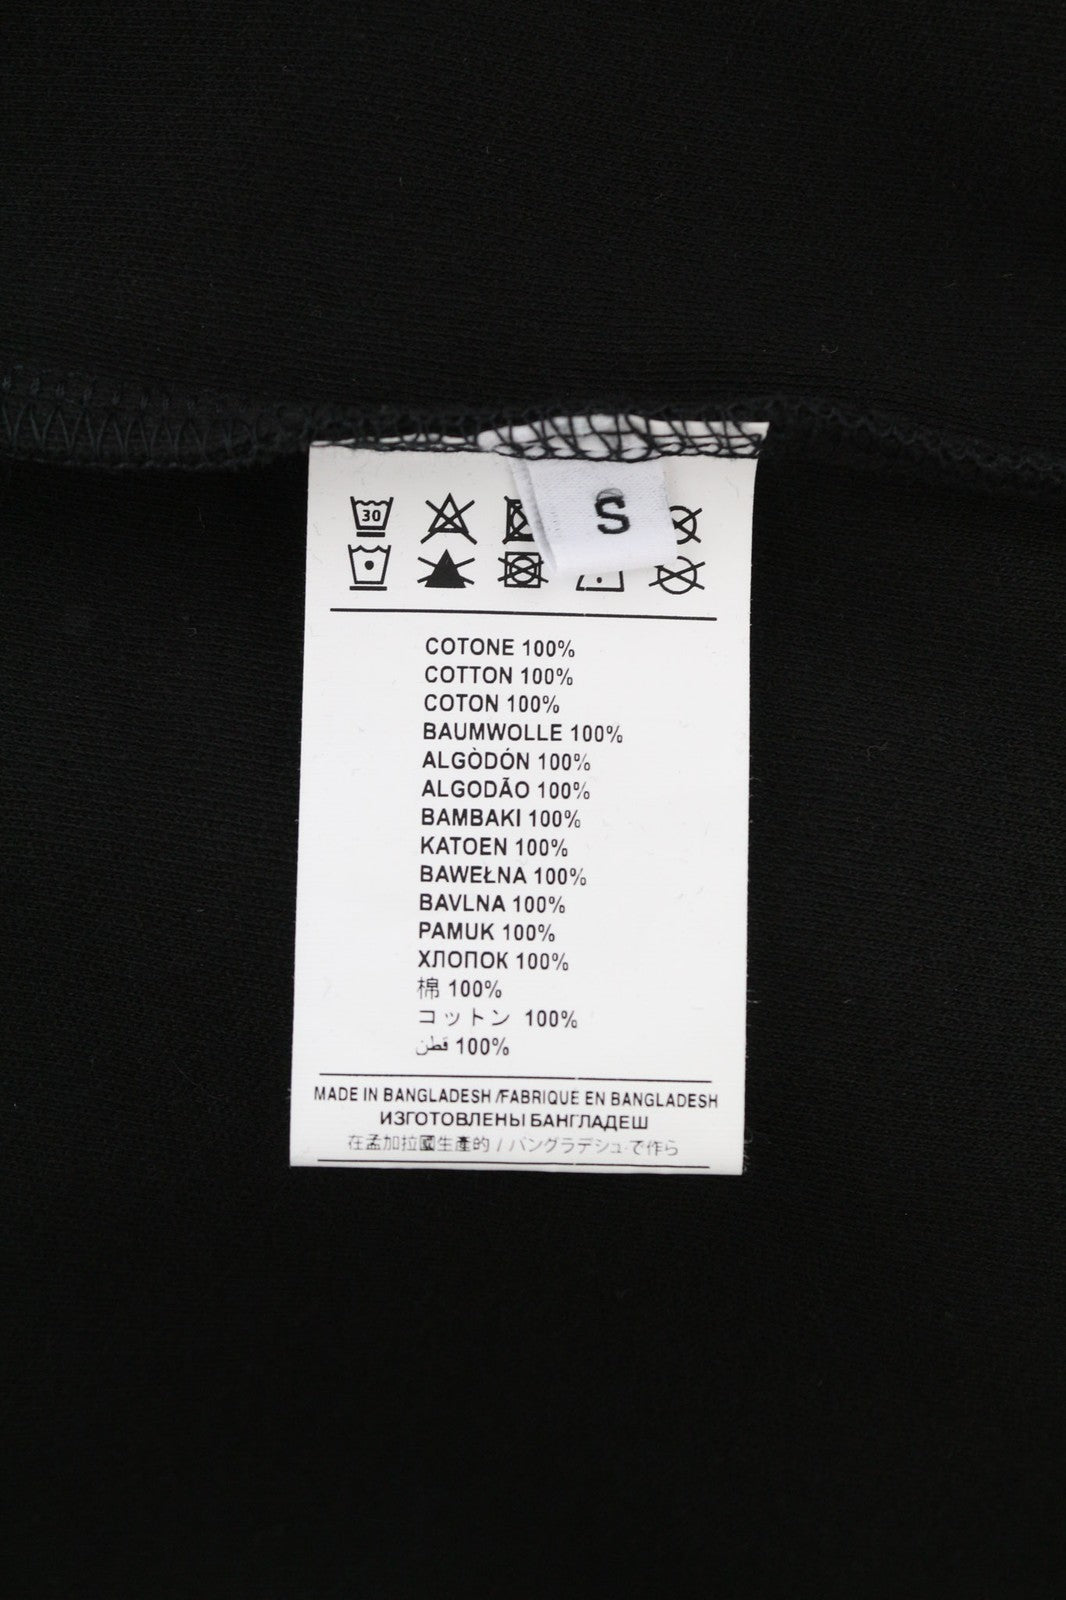 S
30
COTONE 100%
COTTON 100%
COTON 100%
BAUMWOLLE 100%
ALGÒDÓN 100%
ALGODÃO 100%
BAMBAKI 100%
KATOEN 100%
BAWEŁNA 100%
BAVLNA 100%
PAMUK 100%
ХЛОПОК 100%
棉 100%
コットン 100%
قطن 100%
MADE IN BANGLADESH /FABRIQUE EN BANGLADESH
ИЗГОТОВЛЕНЫ БАНГЛАДЕШ
在孟加拉國生產的 / バングラデシュで作ら